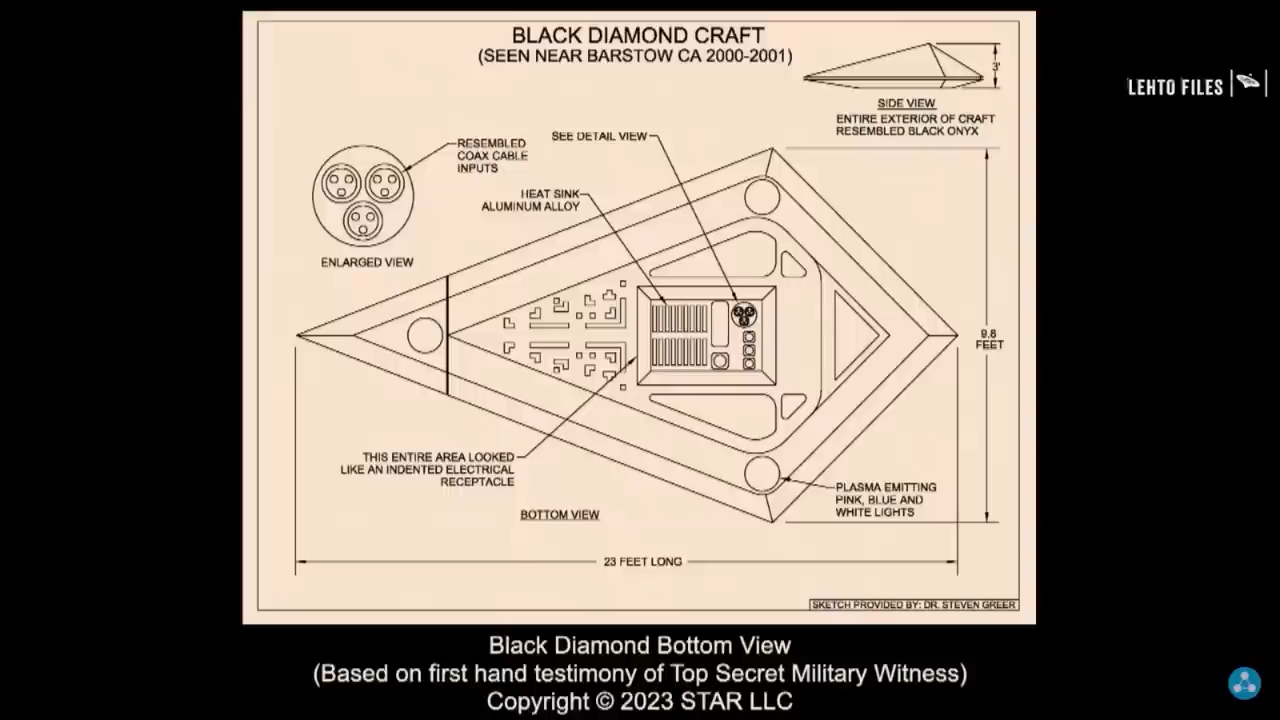 BLACK DIAMOND CRAFT
(SEEN NEAR BARSTOW CA 2000-2001)
3'
LEHTO FILES
SIDE VIEW
ENTIRE EXTERIOR OF CRAFT
RESEMBLED BLACK ONYX
SEE DETAIL VIEW
RESEMBLED
COAX CABLE
INPUTS
HEAT SINK
ALUMINUM ALLOY
ENLARGED VIEW
9.8
FEET
THIS ENTIRE AREA LOOKED
LIKE AN INDENTED ELECTRICAL
RECEPTACLE
PLASMA EMITTING
PINK, BLUE AND
WHITE LIGHTS
BOTTOM VIEW
23 FEET LONG
SKETCH PROVIDED BY: DR. STEVEN GREER
Black Diamond Bottom View
(Based on first hand testimony of Top Secret Military Witness)
Copyright © 2023 STAR LLC